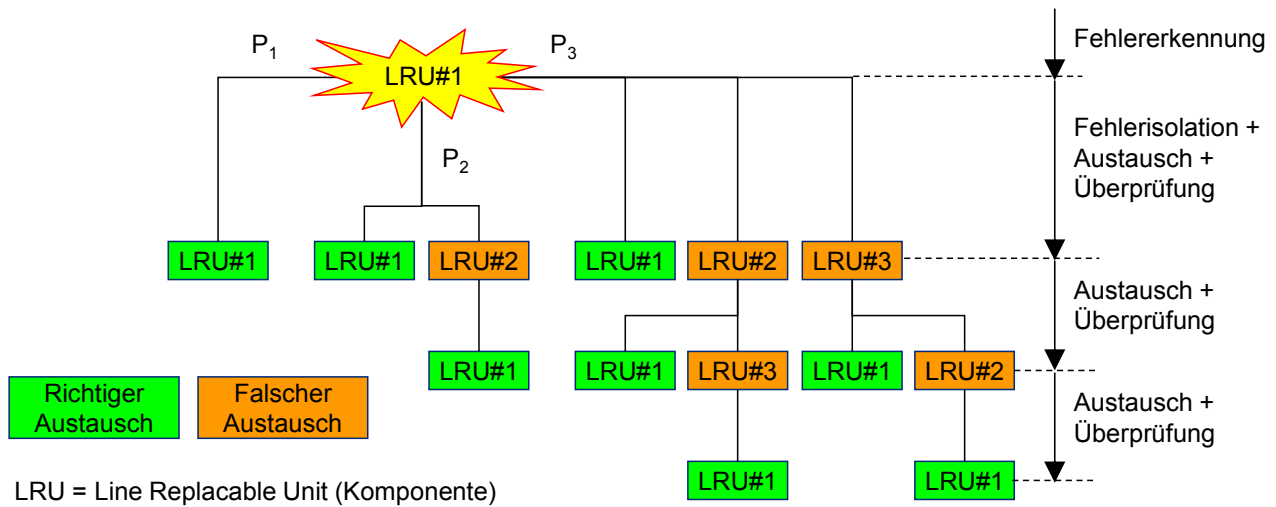 P1
LRU#1
P3
Fehlererkennung
P2
Fehlerisolation +
Austausch +
Überprüfung
LRU#1
LRU#1
LRU#2
LRU#1
LRU#2
LRU#3
Austausch +
Überprüfung
LRU#1
LRU#1
LRU#3
LRU#1
LRU#2
Richtiger
Austausch
Falscher
Austausch
Austausch +
Überprüfung
LRU#1
LRU#1
LRU = Line Replacable Unit (Komponente)